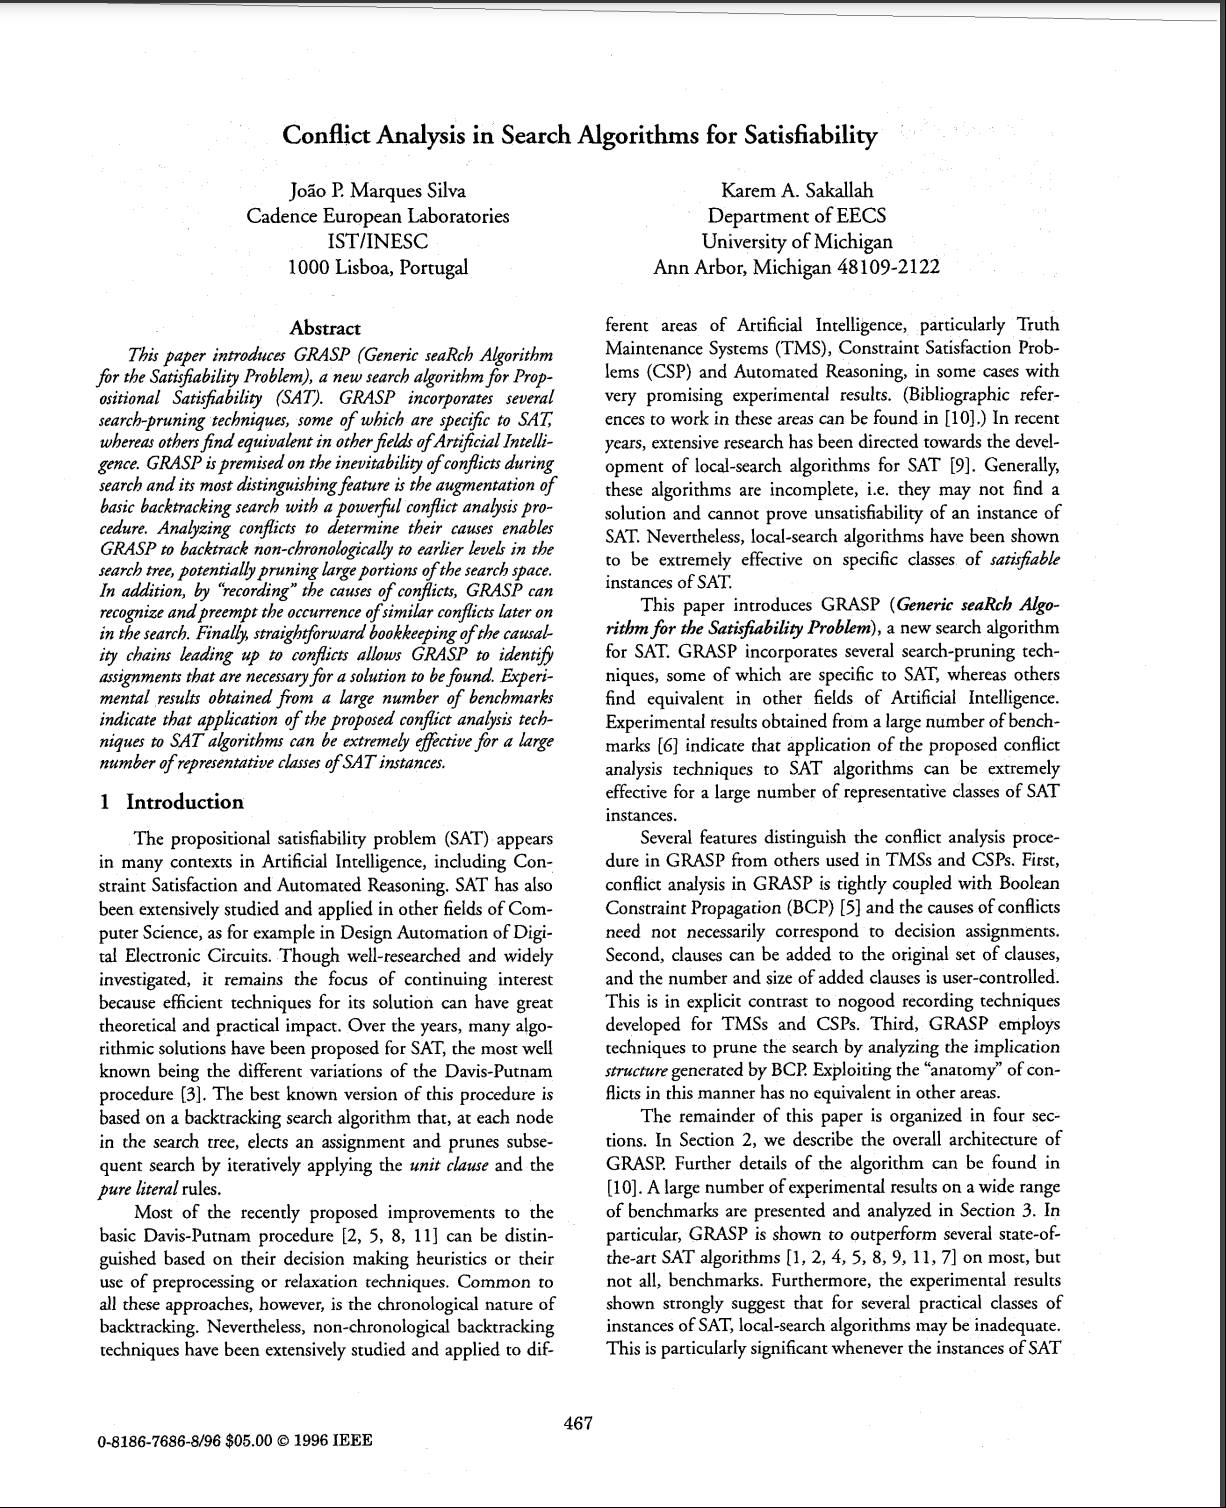 Conflict Analysis in Search Algorithms for Satisfiability
João P. Marques Silva
Cadence European Laboratories
IST/INESC
1000 Lisboa, Portugal
Karem A. Sakallah
Department of EECS
University of Michigan
Ann Arbor, Michigan 48109-2122
Abstract
This paper introduces GRASP (Generic seaRch Algorithm
for the Satisfiability Problem), a new search algorithm for Prop-
ositional Satisfiability (SAT). GRASP incorporates several
search-pruning techniques, some of which are specific to SAT,
whereas others find equivalent in other fields of Artificial Intelli-
gence. GRASP is premised on the inevitability of conflicts during
search and its most distinguishing feature is the augmentation of
basic backtracking search with a powerful conflict analysis pro-
cedure. Analyzing conflicts to determine their causes enables
GRASP to backtrack non-chronologically to earlier levels in the
search tree, potentially pruning large portions of the search space.
In addition, by “recording” the causes of conflicts, GRASP can
recognize and preempt the occurrence of similar conflicts later on
in the search. Finally, straightforward bookkeeping of the causal-
ity chains leading up to conflicts allows GRASP to identify
assignments that are necessary for a solution to be found. Experi-
mental results obtained from a large number of benchmarks
indicate that application of the proposed conflict analysis tech-
niques to SAT algorithms can be extremely effective for a large
number of representative classes of SAT instances.
1 Introduction
The propositional satisfiability problem (SAT) appears
in many contexts in Artificial Intelligence, including Con-
straint Satisfaction and Automated Reasoning. SAT has also
been extensively studied and applied in other fields of Com-
puter Science, as for example in Design Automation of Digi-
tal Electronic Circuits. Though well-researched and widely
investigated, it remains the focus of continuing interest
because efficient techniques for its solution can have great
theoretical and practical impact. Over the years, many algo-
rithmic solutions have been proposed for SAT, the most well
known being the different variations of the Davis-Putnam
procedure [3]. The best known version of this procedure is
based on a backtracking search algorithm that, at each node
in the search tree, elects an assignment and prunes subse-
quent search by iteratively applying the unit clause and the
pure literal rules.
Most of the recently proposed improvements to the
basic Davis-Putnam procedure [2, 5, 8, 11] can be distin-
guished based on their decision making heuristics or their
use of preprocessing or relaxation techniques. Common to
all these approaches, however, is the chronological nature of
backtracking. Nevertheless, non-chronological backtracking
techniques have been extensively studied and applied to dif-
ferent areas of Artificial Intelligence, particularly Truth
Maintenance Systems (TMS), Constraint Satisfaction Prob-
lems (CSP) and Automated Reasoning, in some cases with
very promising experimental results. (Bibliographic refer-
ences to work in these areas can be found in [10].) In recent
years, extensive research has been directed towards the devel-
opment of local-search algorithms for SAT [9]. Generally,
these algorithms are incomplete, i.e. they may not find a
solution and cannot prove unsatisfiability of an instance of
SAT. Nevertheless, local-search algorithms have been shown
to be extremely effective on specific classes of satisfiable
instances of SAT.
This paper introduces GRASP (Generic seaRch Algo-
rithm for the Satisfiability Problem), a new search algorithm
for SAT. GRASP incorporates several search-pruning tech-
niques, some of which are specific to SAT, whereas others
find equivalent in other fields of Artificial Intelligence.
Experimental results obtained from a large number of bench-
marks [6] indicate that application of the proposed conflict
analysis techniques to SAT algorithms can be extremely
effective for a large number of representative classes of SAT
instances.
Several features distinguish the conflict analysis proce-
dure in GRASP from others used in TMSs and CSPs. First,
conflict analysis in GRASP is tightly coupled with Boolean
Constraint Propagation (BCP) [5] and the causes of conflicts
need not necessarily correspond to decision assignments.
Second, clauses can be added to the original set of clauses,
and the number and size of added clauses is user-controlled.
This is in explicit contrast to nogood recording techniques
developed for TMSs and CSPs. Third, GRASP employs
techniques to prune the search by analyzing the implication
structure generated by BCP. Exploiting the “anatomy” of con-
flicts in this manner has no equivalent in other areas.
The remainder of this paper is organized in four sec-
tions. In Section 2, we describe the overall architecture of
GRASP. Further details of the algorithm can be found in
[10]. A large number of experimental results on a wide range
of benchmarks are presented and analyzed in Section 3. In
particular, GRASP is shown to outperform several state-of-
the-art SAT algorithms [1, 2, 4, 5, 8, 9, 11, 7] on most, but
not all, benchmarks. Furthermore, the experimental results
shown strongly suggest that for several practical classes of
instances of SAT, local-search algorithms may be inadequate.
This is particularly significant whenever the instances of SAT
467
0-8186-7686-8/96 $05.00 © 1996 IEEE